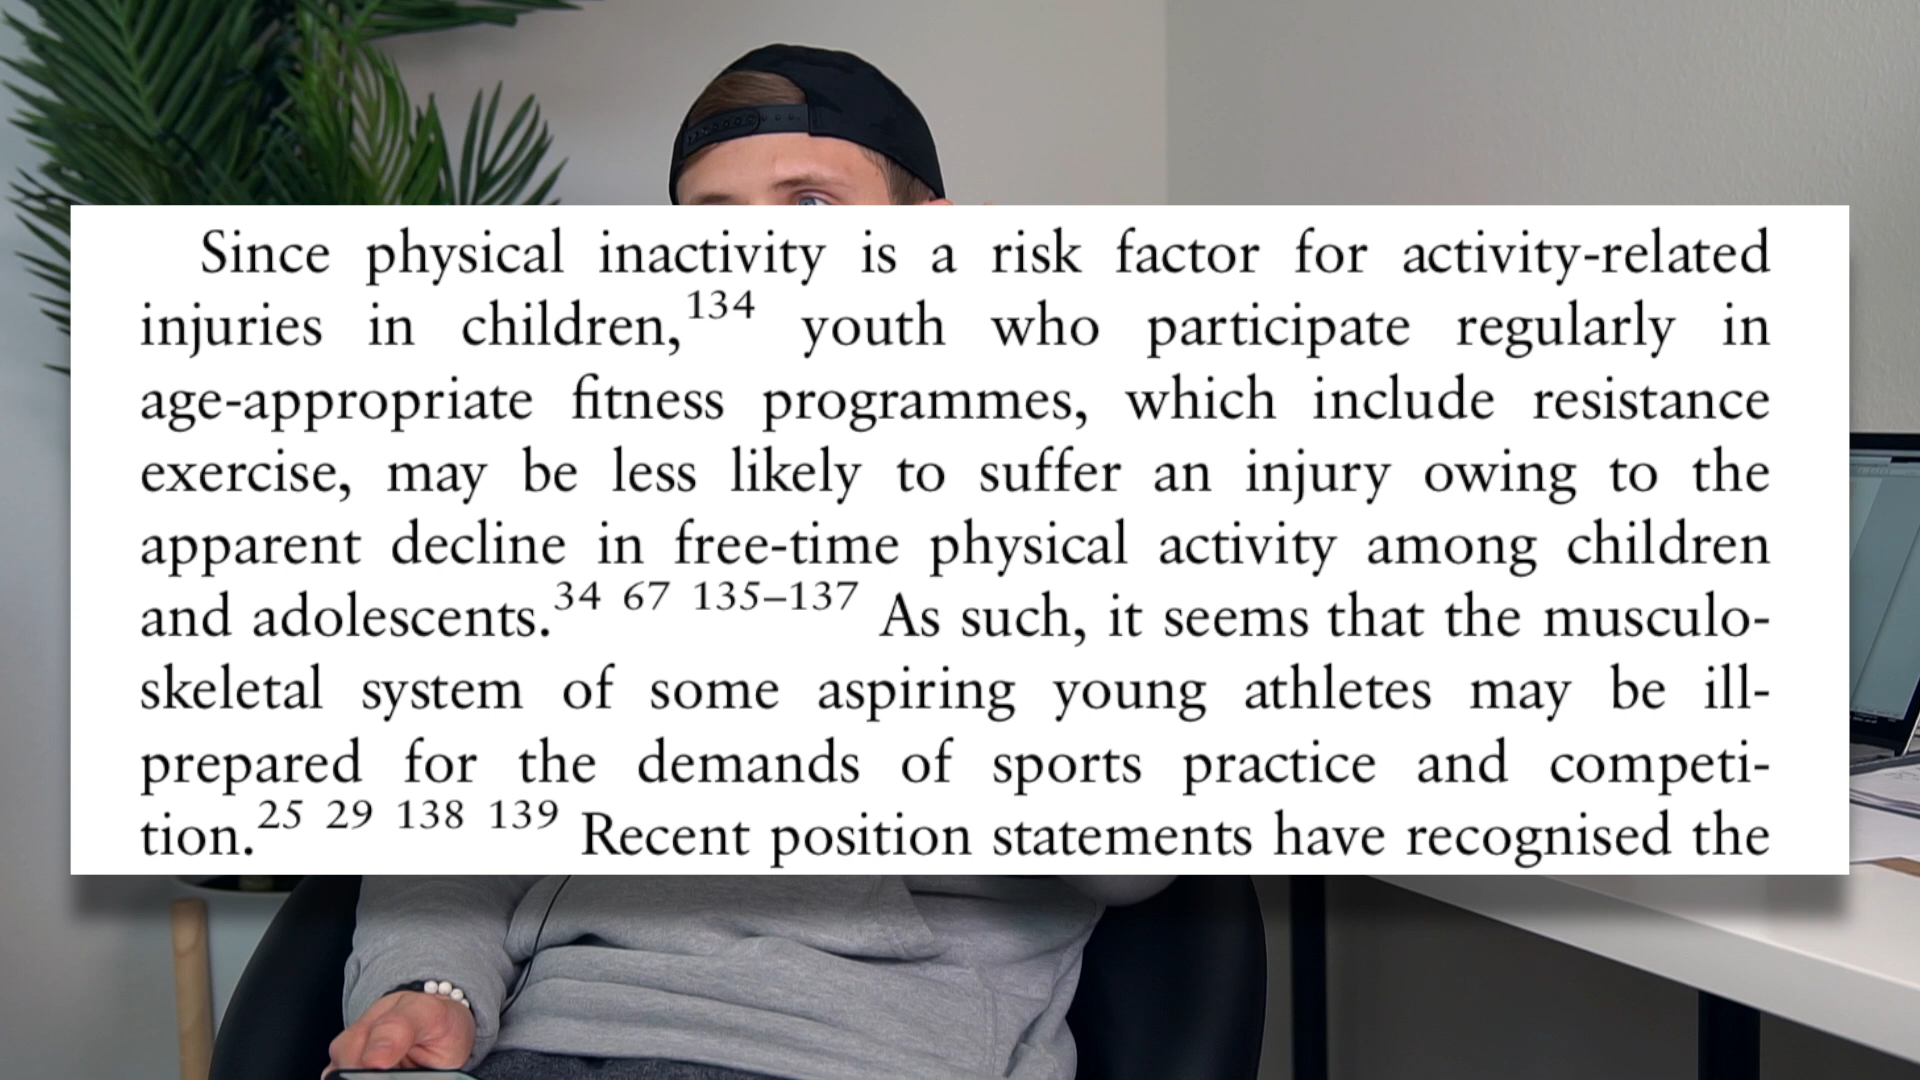 Since physical inactivity is a risk factor for activity-related
injuries in children,134 youth who participate regularly in
age-appropriate fitness programmes, which include resistance
exercise, may be less likely to suffer an injury owing to the
apparent decline in free-time physical activity among children
and adolescents.34 67 135–137 As such, it seems that the musculo-
skeletal system of some aspiring young athletes may be ill-
prepared for the demands of sports practice and competi-
tion.25 29 138 139 Recent position statements have recognised the